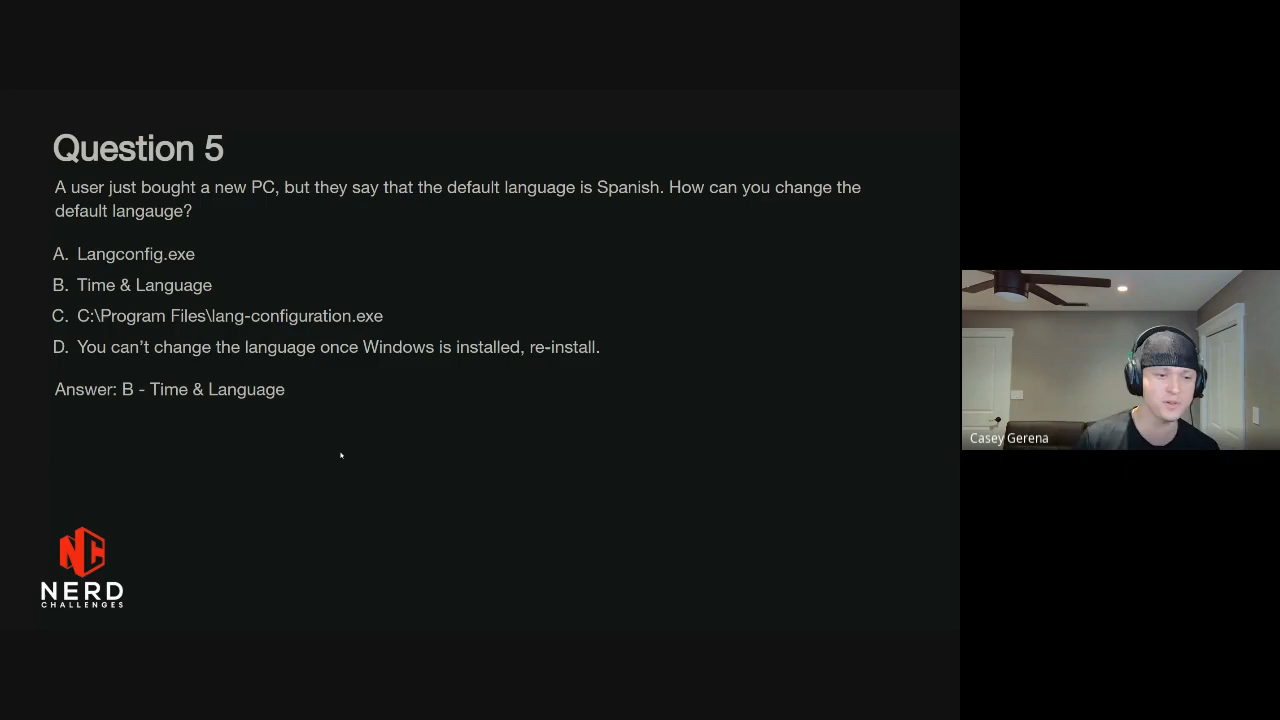 Question 5
A user just bought a new PC, but they say that the default language is Spanish. How can you change the
default langauge?
A. Langconfig.exe
B. Time & Language
C. C:\Program Files\lang-configuration.exe
D. You can’t change the language once Windows is installed, re-install.
Answer: B - Time & Language
Casey Gerena
NC
NERD
CHALLENGES